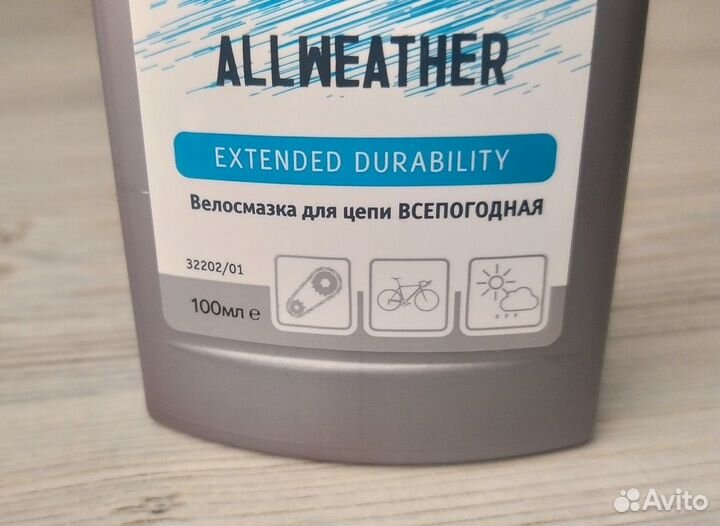 ALLWEATHER
EXTENDED DURABILITY
Велосмазка для цепи ВСЕПОГОДНАЯ
32202/01
100мл e
Avito